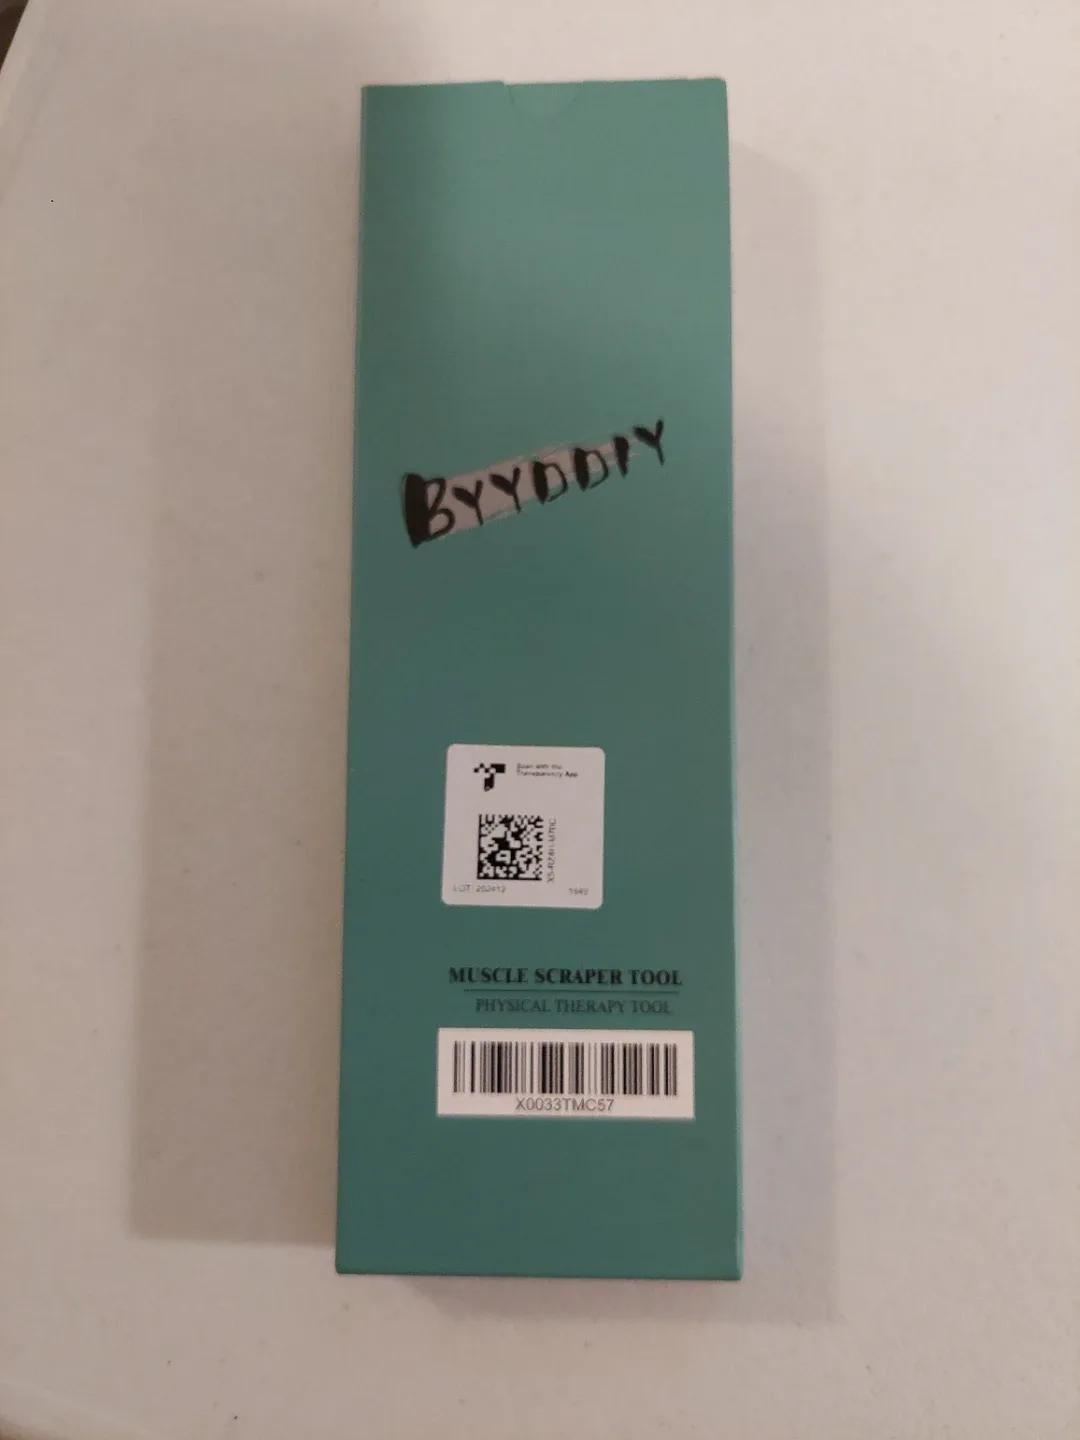 BYYDDIY
Scan with the
Transparency App
LOT: 202412
MUSCLE SCRAPER TOOL
PHYSICAL THERAPY TOOL
X0033TMC57